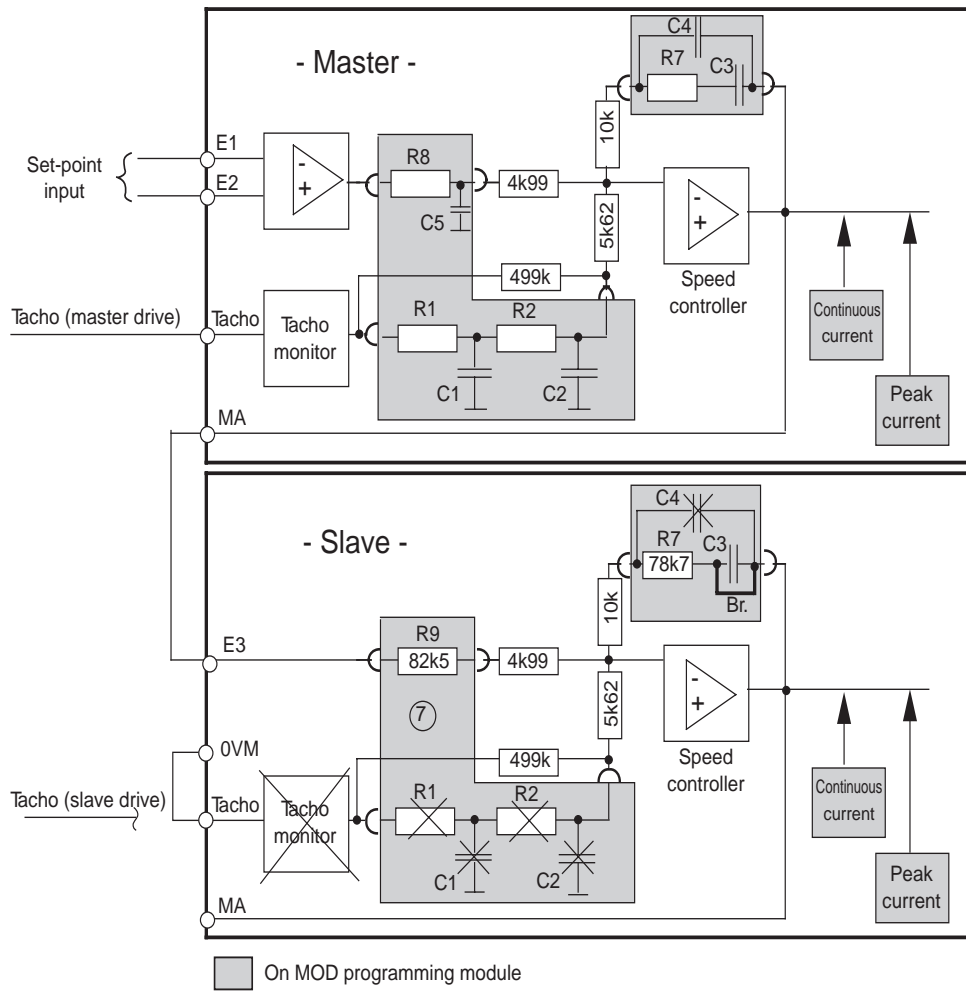 - Master -
C4
R7
C3
10k
E1
E2
Set-point
input
-
+
R8
C5
4k99
5k62
-
+
Speed
controller
499k
Tacho (master drive)
Tacho
Tacho
monitor
R1
R2
C1
C2
Continuous
current
Peak
current
MA
- Slave -
C4
R7
C3
78k7
Br.
10k
E3
R9
82k5
4k99
7
5k62
-
+
Speed
controller
0VM
499k
Tacho (slave drive)
Tacho
Tacho
monitor
R1
R2
C1
C2
Continuous
current
Peak
current
MA
On MOD programming module